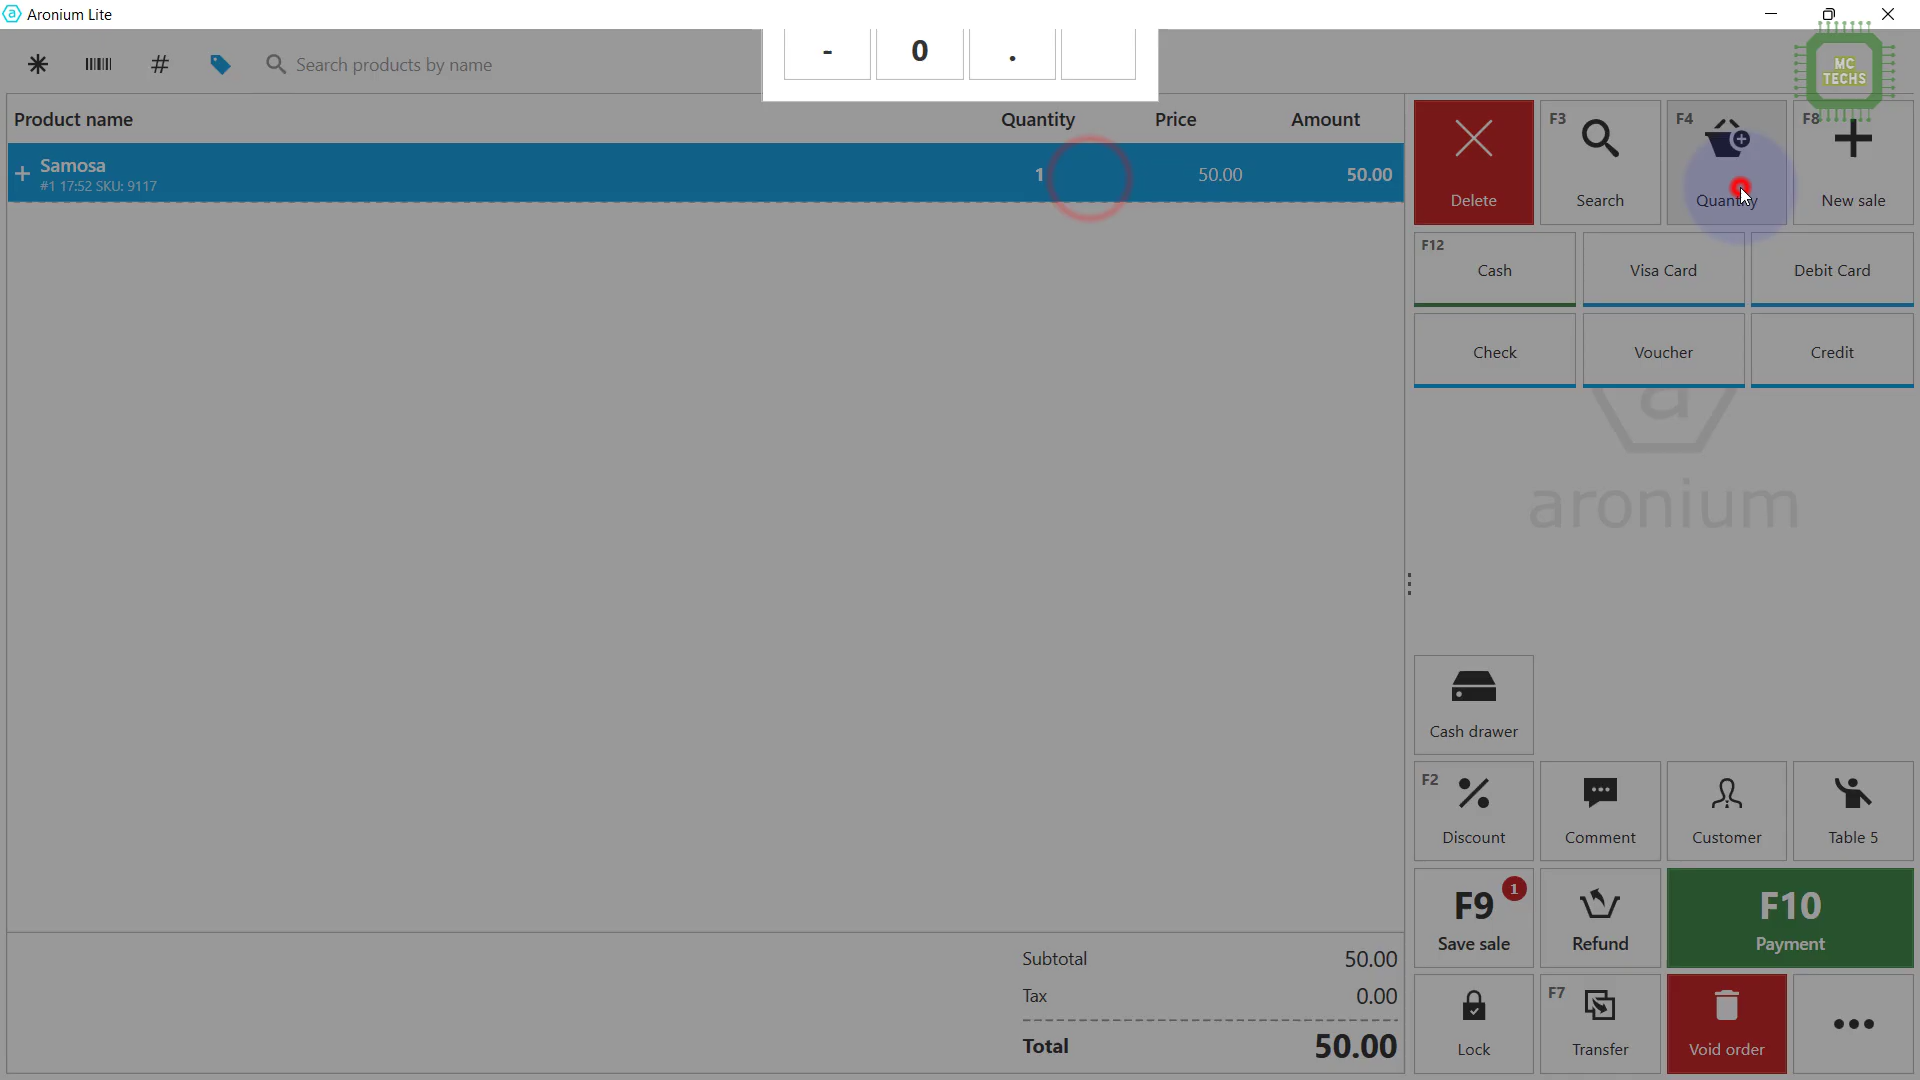 Aronium Lite
MC
TECHS
- 0 .
#
Search products by name
Product name Quantity Price Amount
Samosa
#1 17:52 SKU: 9117
1 50.00 50.00
Delete
F3
Search
F4
Quantity
F8
New sale
F12
Cash
Visa Card
Debit Card
Check
Voucher
Credit
a
aronium
Cash drawer
F2
Discount
Comment
Customer
Table 5
F9
1
Save sale
Refund
F10
Payment
Subtotal 50.00
Tax 0.00
Total 50.00
Lock
F7
Transfer
Void order